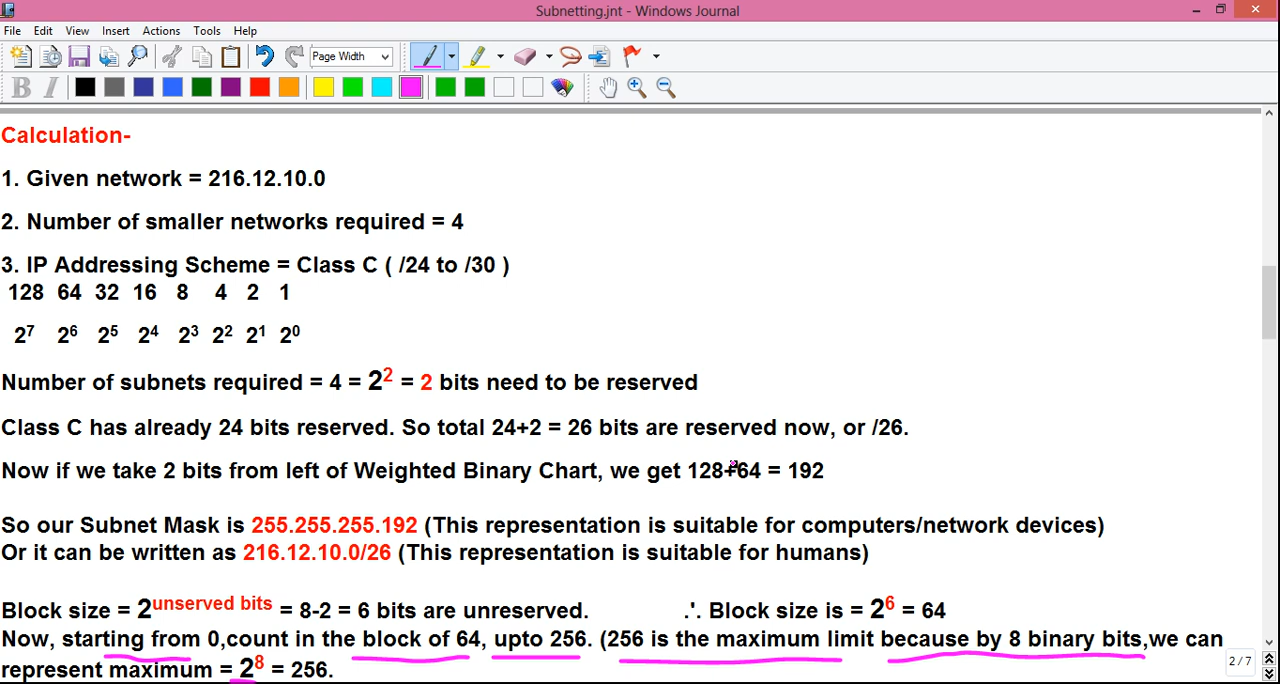 Subnetting.jnt - Windows Journal
File Edit View Insert Actions Tools Help
Page Width
B I
Calculation-
1. Given network = 216.12.10.0
2. Number of smaller networks required = 4
3. IP Addressing Scheme = Class C ( /24 to /30 )
128 64 32 16 8 4 2 1
2⁷ 2⁶ 2⁵ 2⁴ 2³ 2² 2¹ 2⁰
Number of subnets required = 4 = 2² = 2 bits need to be reserved
Class C has already 24 bits reserved. So total 24+2 = 26 bits are reserved now, or /26.
Now if we take 2 bits from left of Weighted Binary Chart, we get 128+64 = 192
So our Subnet Mask is 255.255.255.192 (This representation is suitable for computers/network devices)
Or it can be written as 216.12.10.0/26 (This representation is suitable for humans)
Block size = 2^unserved bits = 8-2 = 6 bits are unreserved. .'. Block size is = 2⁶ = 64
Now, starting from 0,count in the block of 64, upto 256. (256 is the maximum limit because by 8 binary bits,we can
represent maximum = 2⁸ = 256.
2 / 7